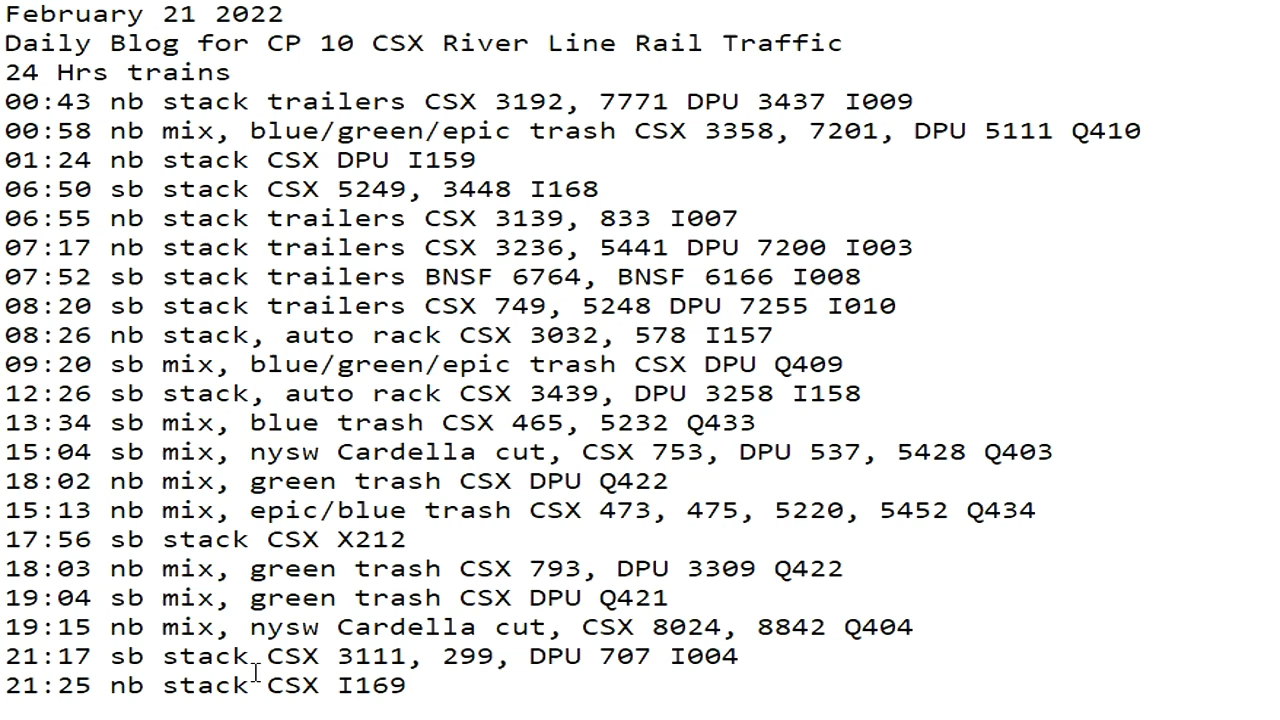 February 21 2022
Daily Blog for CP 10 CSX River Line Rail Traffic
24 Hrs trains
00:43 nb stack trailers CSX 3192, 7771 DPU 3437 I009
00:58 nb mix, blue/green/epic trash CSX 3358, 7201, DPU 5111 Q410
01:24 nb stack CSX DPU I159
06:50 sb stack CSX 5249, 3448 I168
06:55 nb stack trailers CSX 3139, 833 I007
07:17 nb stack trailers CSX 3236, 5441 DPU 7200 I003
07:52 sb stack trailers BNSF 6764, BNSF 6166 I008
08:20 sb stack trailers CSX 749, 5248 DPU 7255 I010
08:26 nb stack, auto rack CSX 3032, 578 I157
09:20 sb mix, blue/green/epic trash CSX DPU Q409
12:26 sb stack, auto rack CSX 3439, DPU 3258 I158
13:34 sb mix, blue trash CSX 465, 5232 Q433
15:04 sb mix, nysw Cardella cut, CSX 753, DPU 537, 5428 Q403
18:02 nb mix, green trash CSX DPU Q422
15:13 nb mix, epic/blue trash CSX 473, 475, 5220, 5452 Q434
17:56 sb stack CSX X212
18:03 nb mix, green trash CSX 793, DPU 3309 Q422
19:04 sb mix, green trash CSX DPU Q421
19:15 nb mix, nysw Cardella cut, CSX 8024, 8842 Q404
21:17 sb stack CSX 3111, 299, DPU 707 I004
21:25 nb stack CSX I169